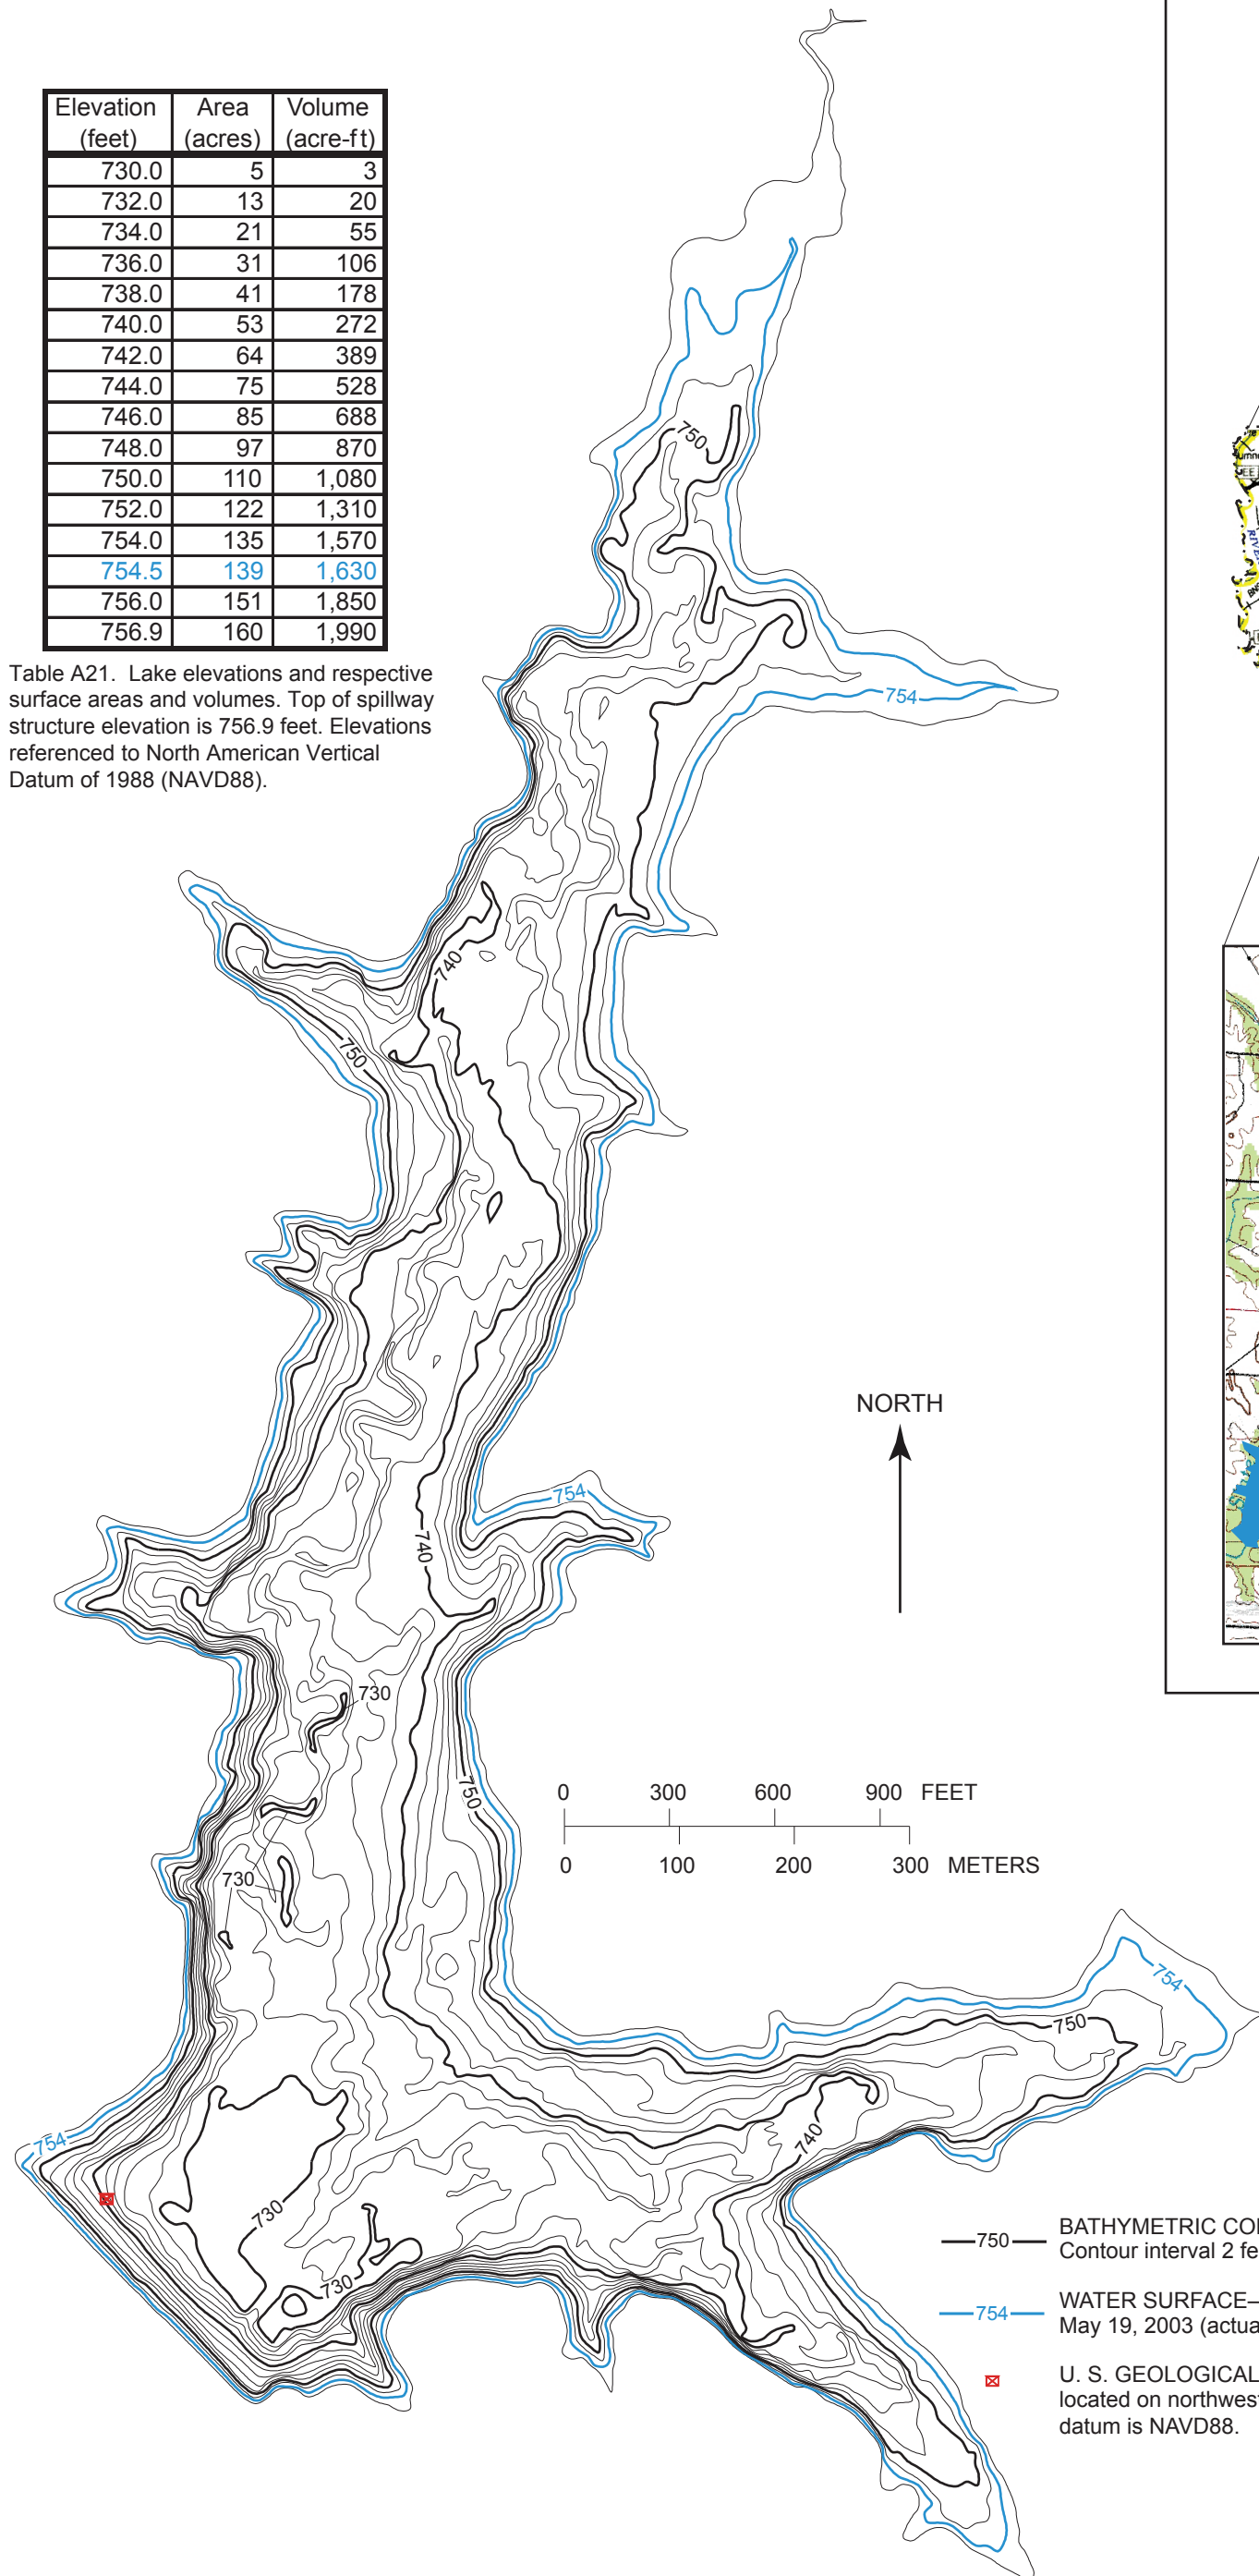 Elevation Area Volume
(feet) (acres) (acre-ft)
730.0 5 3
732.0 13 20
734.0 21 55
736.0 31 106
738.0 41 178
740.0 53 272
742.0 64 389
744.0 75 528
746.0 85 688
748.0 97 870
750.0 110 1,080
752.0 122 1,310
754.0 135 1,570
754.5 139 1,630
756.0 151 1,850
756.9 160 1,990
Table A21. Lake elevations and respective
surface areas and volumes. Top of spillway
structure elevation is 756.9 feet. Elevations
referenced to North American Vertical
Datum of 1988 (NAVD88).
750
754
740
750
NORTH
754
740
730
750
0 300 600 900 FEET
0 100 200 300 METERS
730
754
750
740
754
730
730
750 BATHYMETRIC CO
Contour interval 2 fe
754 WATER SURFACE–
May 19, 2003 (actua
U. S. GEOLOGICAL
located on northwest
datum is NAVD88.